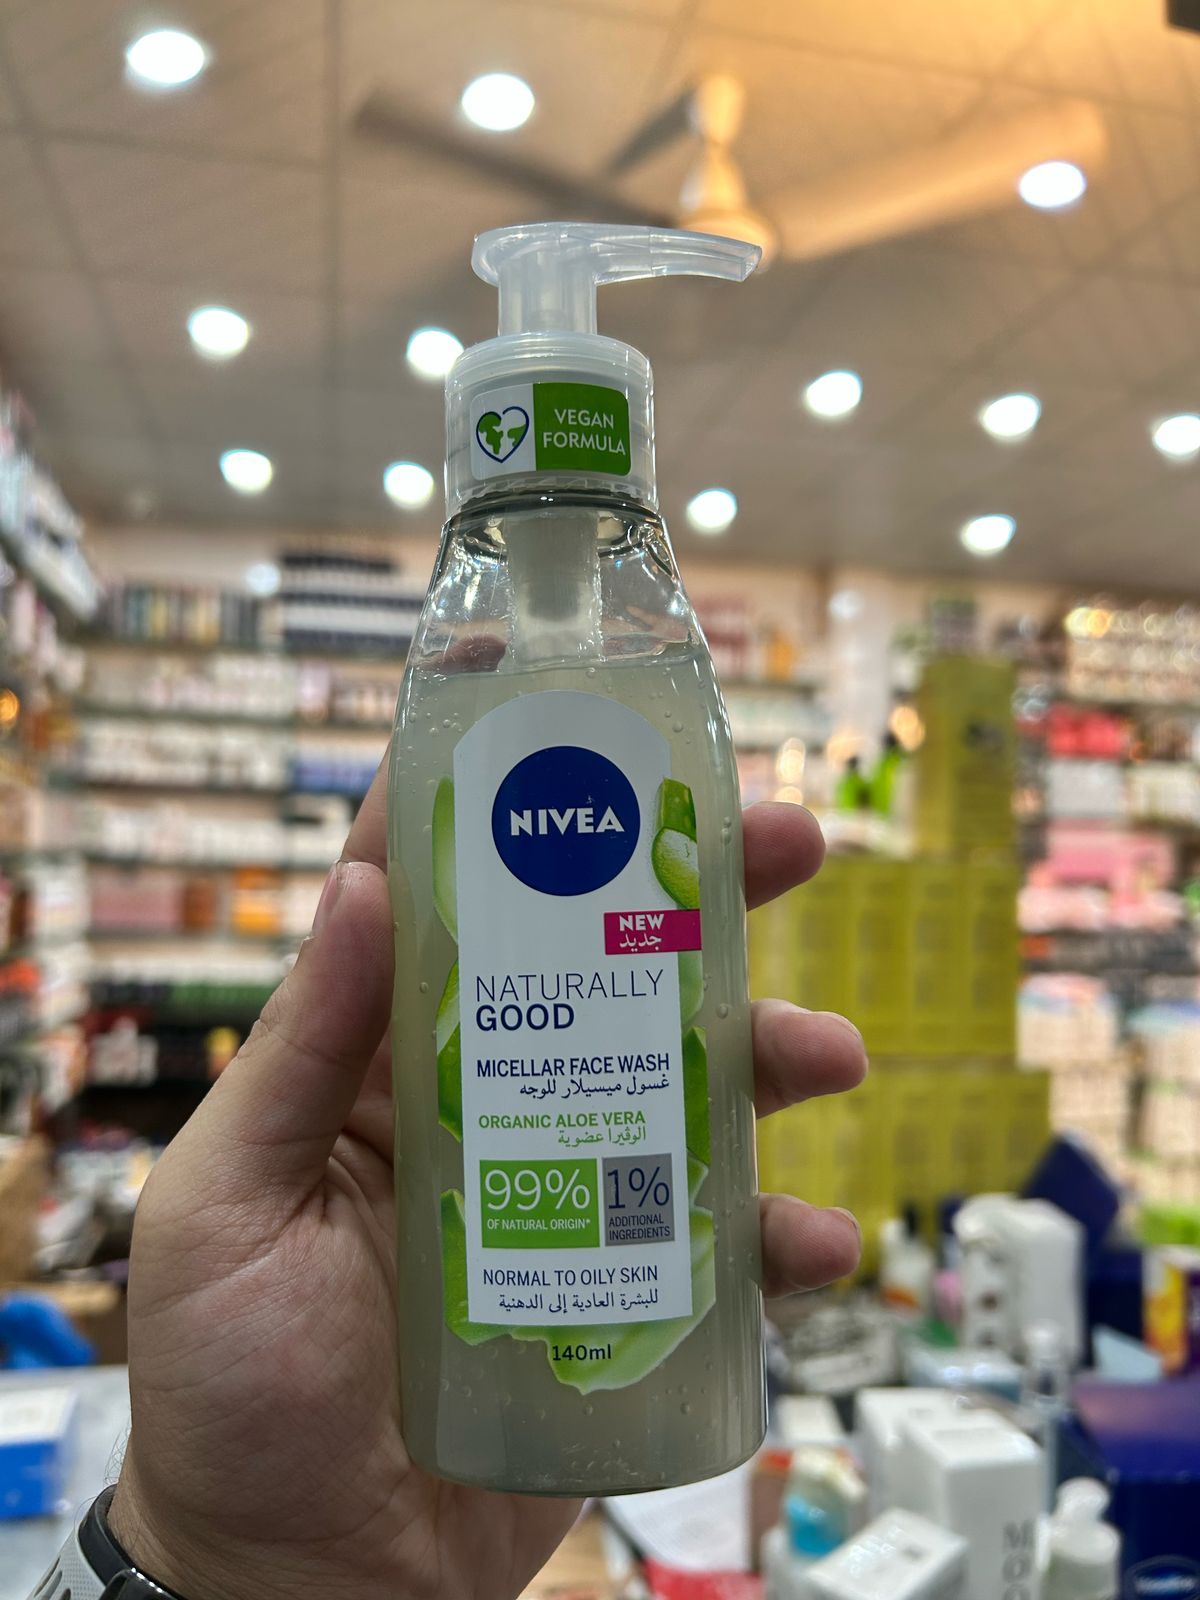 VEGAN
FORMULA
NIVEA
NEW
جديد
NATURALLY
GOOD
MICELLAR FACE WASH
غسول ميسيلار للوجه
ORGANIC ALOE VERA
الوڤيرا عضوية
99%
OF NATURAL ORIGIN*
1%
ADDITIONAL
INGREDIENTS
NORMAL TO OILY SKIN
للبشرة العادية إلى الدهنية
140ml